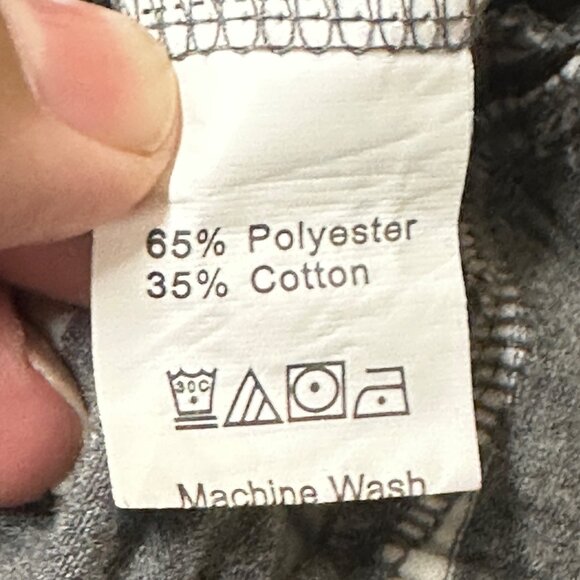 65% Polyester
35% Cotton
30C
Machine Wash